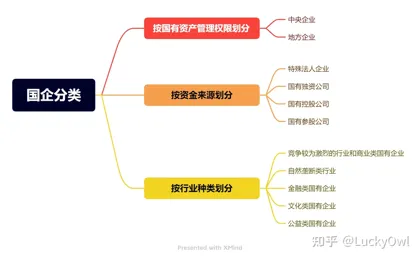 国企分类
按国有资产管理权限划分
中央企业
地方企业
按资金来源划分
特殊法人企业
国有独资公司
国有控股公司
国有参股公司
按行业种类划分
竞争较为激烈的行业和商业类国有企业
自然垄断类行业
金融类国有企业
文化类国有企业
公益类国有企业
Presented with XMind
知乎 @LuckyOwl